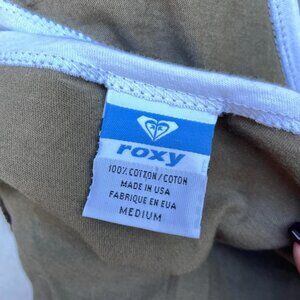 roxy
100% COTTON/COTON
MADE IN USA
FABRIQUE EN EUA
MEDIUM